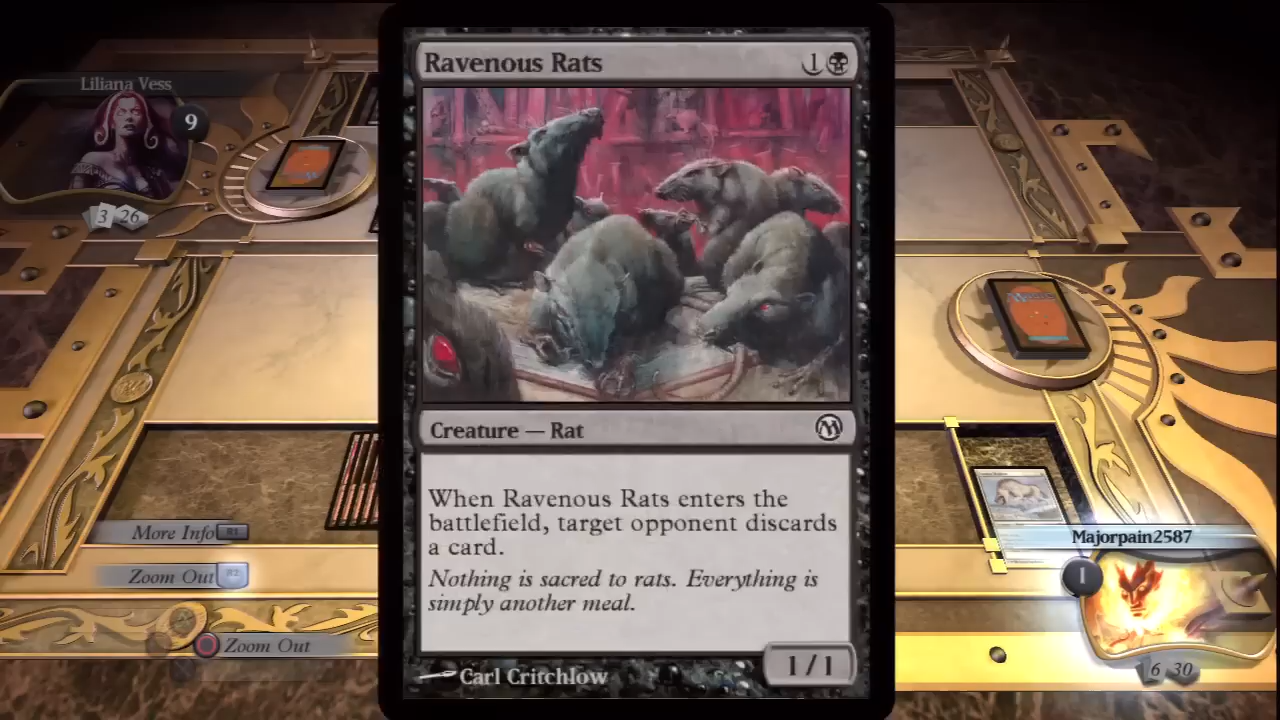 Liliana Vess
9
3 26
Ravenous Rats
1
Creature — Rat
When Ravenous Rats enters the
battlefield, target opponent discards
a card.
Nothing is sacred to rats. Everything is
simply another meal.
1/1
Carl Critchlow
More Info R1
Zoom Out R2
Zoom Out
Majorpain2587
1
6 30